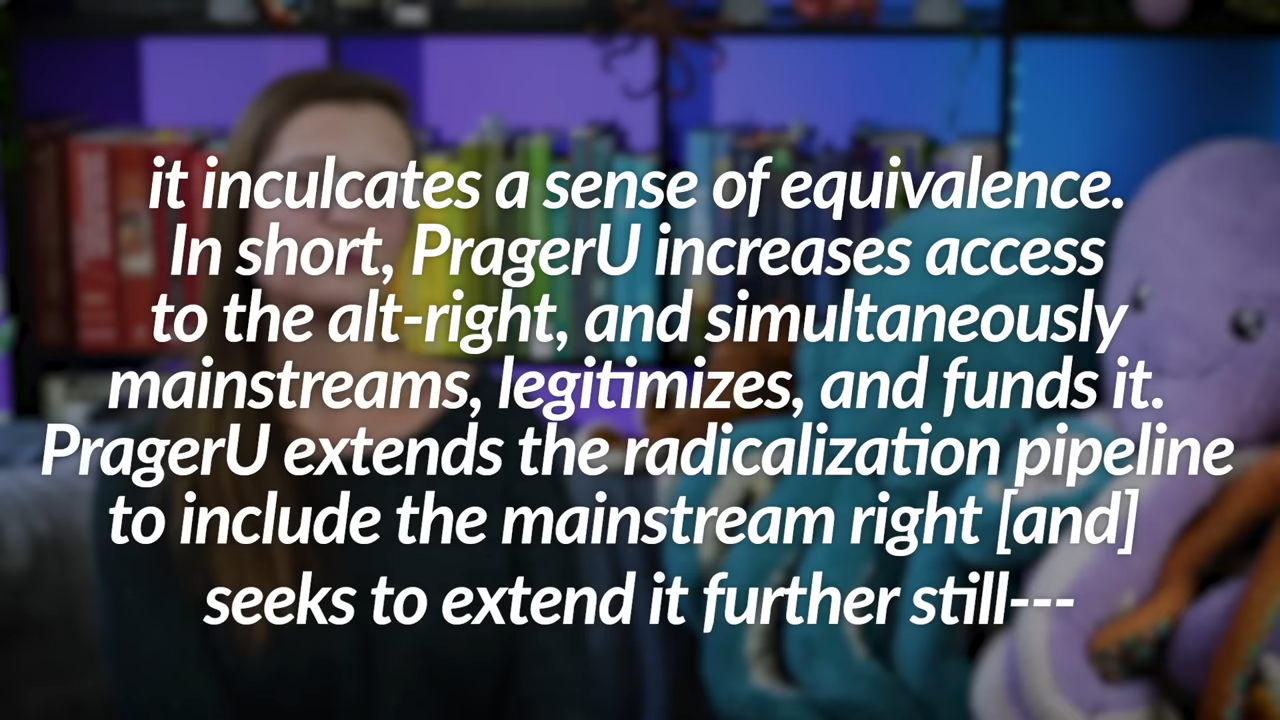 it inculcates a sense of equivalence.
In short, PragerU increases access
to the alt-right, and simultaneously
mainstreams, legitimizes, and funds it.
PragerU extends the radicalization pipeline
to include the mainstream right [and]
seeks to extend it further still---